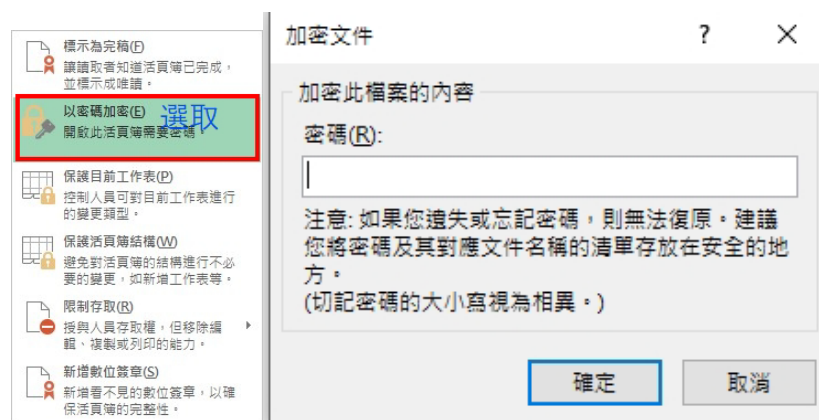 標示為完稿(F)
讓讀取者知道活頁簿已完成，
並標示成唯讀。
以密碼加密(E)
選取
開啟此活頁簿需要密碼
保護目前工作表(P)
控制人員可對目前工作表進行
的變更類型。
保護活頁簿結構(W)
避免對活頁簿的結構進行不必
要的變更，如新增工作表等。
限制存取(R)
授與人員存取權，但移除編
輯、複製或列印的能力。
新增數位簽章(S)
新增看不見的數位簽章，以確
保活頁簿的完整性。
加密文件
?
加密此檔案的內容
密碼(R):
注意: 如果您遺失或忘記密碼，則無法復原。建議
您將密碼及其對應文件名稱的清單存放在安全的地
方。
(切記密碼的大小寫視為相異。)
確定
取消